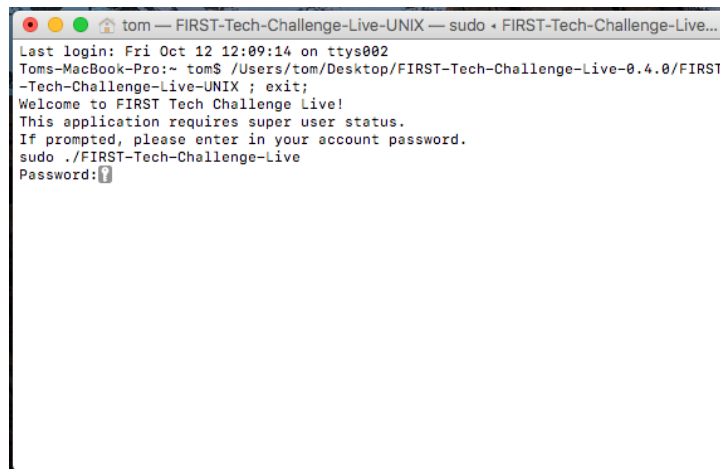 tom — FIRST-Tech-Challenge-Live-UNIX — sudo ◂ FIRST-Tech-Challenge-Live...
Last login: Fri Oct 12 12:09:14 on ttys002
Toms-MacBook-Pro:~ tom$ /Users/tom/Desktop/FIRST-Tech-Challenge-Live-0.4.0/FIRST
-Tech-Challenge-Live-UNIX ; exit;
Welcome to FIRST Tech Challenge Live!
This application requires super user status.
If prompted, please enter in your account password.
sudo ./FIRST-Tech-Challenge-Live
Password: